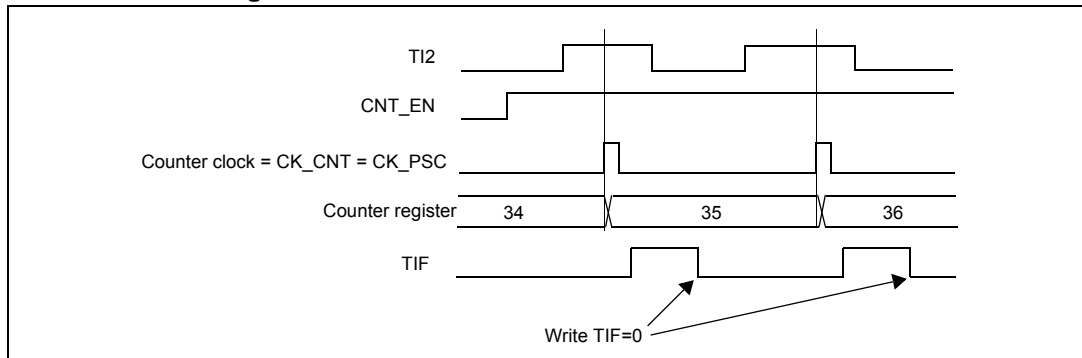 TI2
CNT_EN
Counter clock = CK_CNT = CK_PSC
Counter register 34 35 36
TIF
Write TIF=0